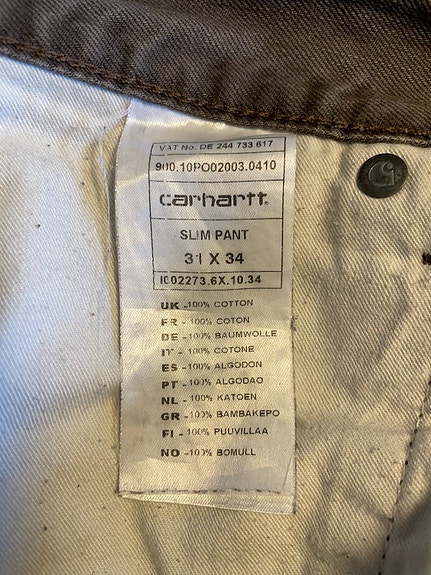 VAT No. DE 244 733 617
900.10PO02003.0410
carhartt
SLIM PANT
31 X 34
I002273.6X.10.34
UK -100% COTTON
FR - 100% COTON
DE - 100% BAUMWOLLE
IT - 100% COTONE
ES - 100% ALGODON
PT - 100% ALGODAO
NL - 100% KATOEN
GR - 100% BAMBAKEPO
FI - 100% PUUVILLAA
NO -100% BOMULL